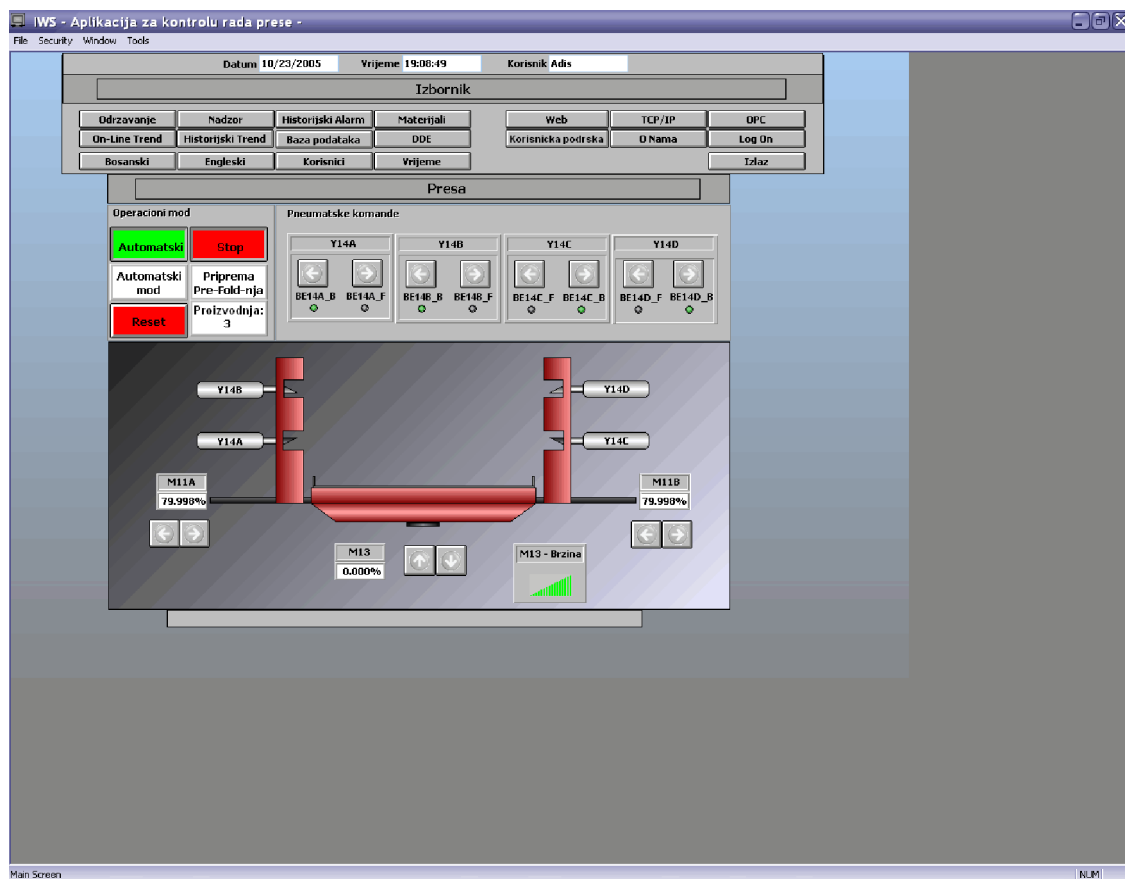 IWS - Aplikacija za kontrolu rada prese -
File Security Window Tools
Datum 10/23/2005 Vrijeme 19:08:49 Korisnik Adis
Izbornik
Odrzavanje Nadzor Historijski Alarm Materijali Web TCP/IP OPC
On-Line Trend Historijski Trend Baza podataka DDE Korisnicka podrska O Nama Log On
Bosanski Engleski Korisnici Vrijeme Izlaz
Presa
Operacioni mod Pneumatske komande
Automatski Stop
Y14A Y14B Y14C Y14D
Automatski mod
Priprema Pre-Fold-nja
BE14A_B BE14A_F BE14B_B BE14B_F BE14C_F BE14C_B BE14D_F BE14D_B
Reset
Proizvodnja: 3
Y14B Y14D
Y14A Y14C
M11A M11B
79.998% 79.998%
M13 M13 - Brzina
0.000%
Main Screen NUM